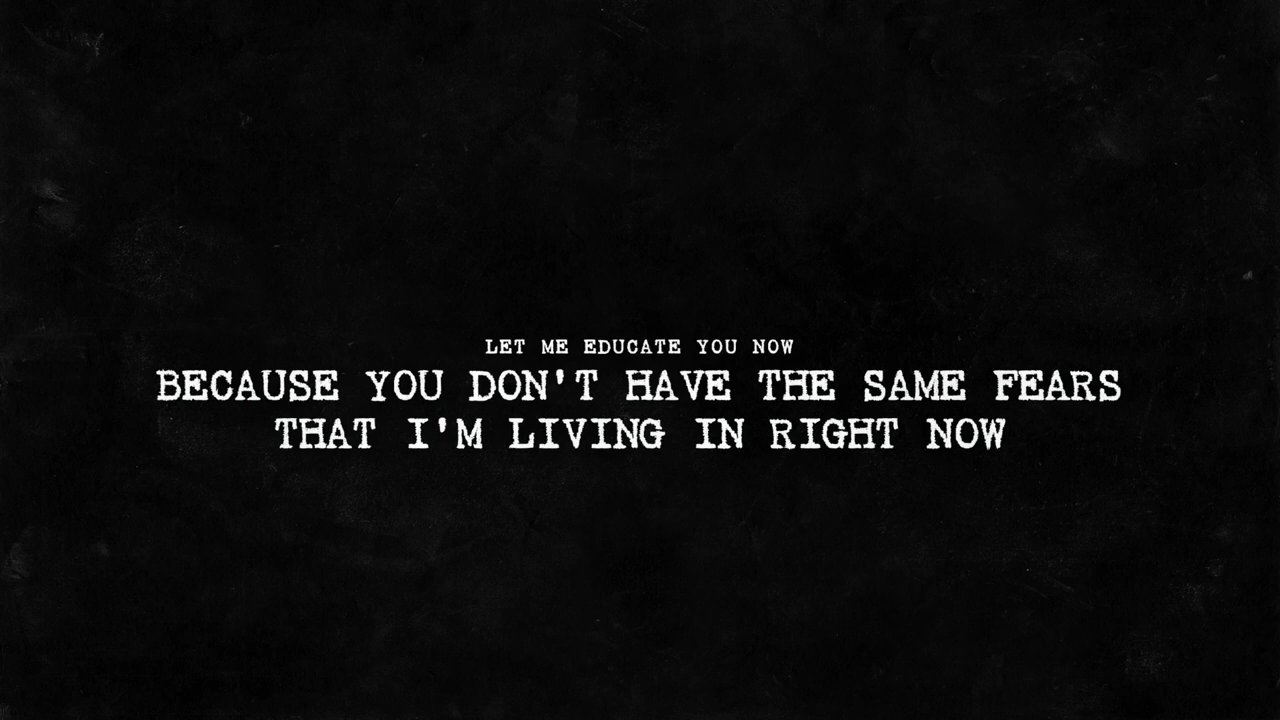 LET ME EDUCATE YOU NOW
BECAUSE YOU DON'T HAVE THE SAME FEARS
THAT I'M LIVING IN RIGHT NOW